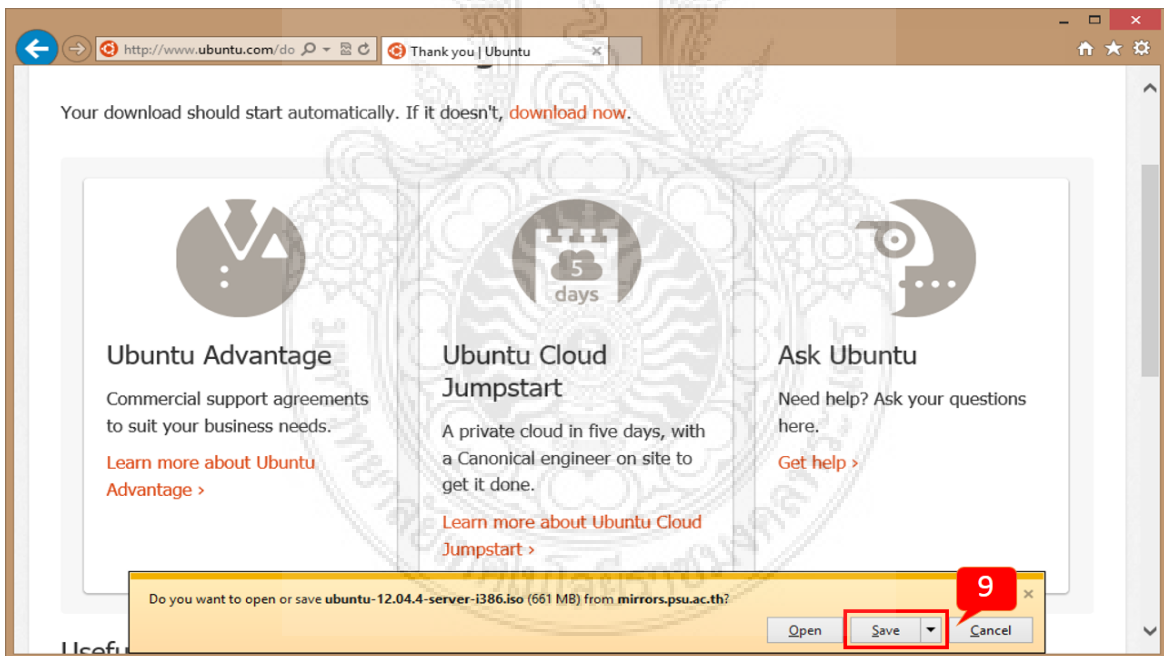 http://www.ubuntu.com/do
Thank you | Ubuntu
Your download should start automatically. If it doesn't, download now.
Ubuntu Advantage
Commercial support agreements
to suit your business needs.
Learn more about Ubuntu
Advantage ›
5
days
Ubuntu Cloud
Jumpstart
A private cloud in five days, with
a Canonical engineer on site to
get it done.
Learn more about Ubuntu Cloud
Jumpstart ›
Ask Ubuntu
Need help? Ask your questions
here.
Get help ›
9
Do you want to open or save ubuntu-12.04.4-server-i386.iso (661 MB) from mirrors.psu.ac.th?
Open
Save
Cancel